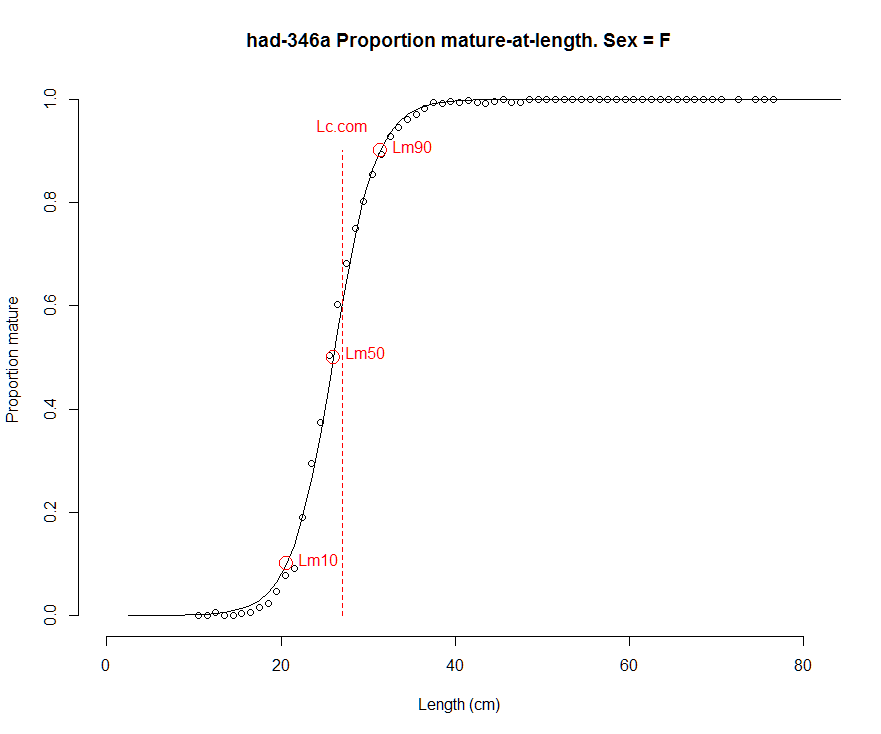 had-346a Proportion mature-at-length. Sex = F
1.0
Lc.com
Lm90
0.8
0.6
Lm50
Proportion mature
0.4
0.2
Lm10
0.0
0 20 40 60 80
Length (cm)